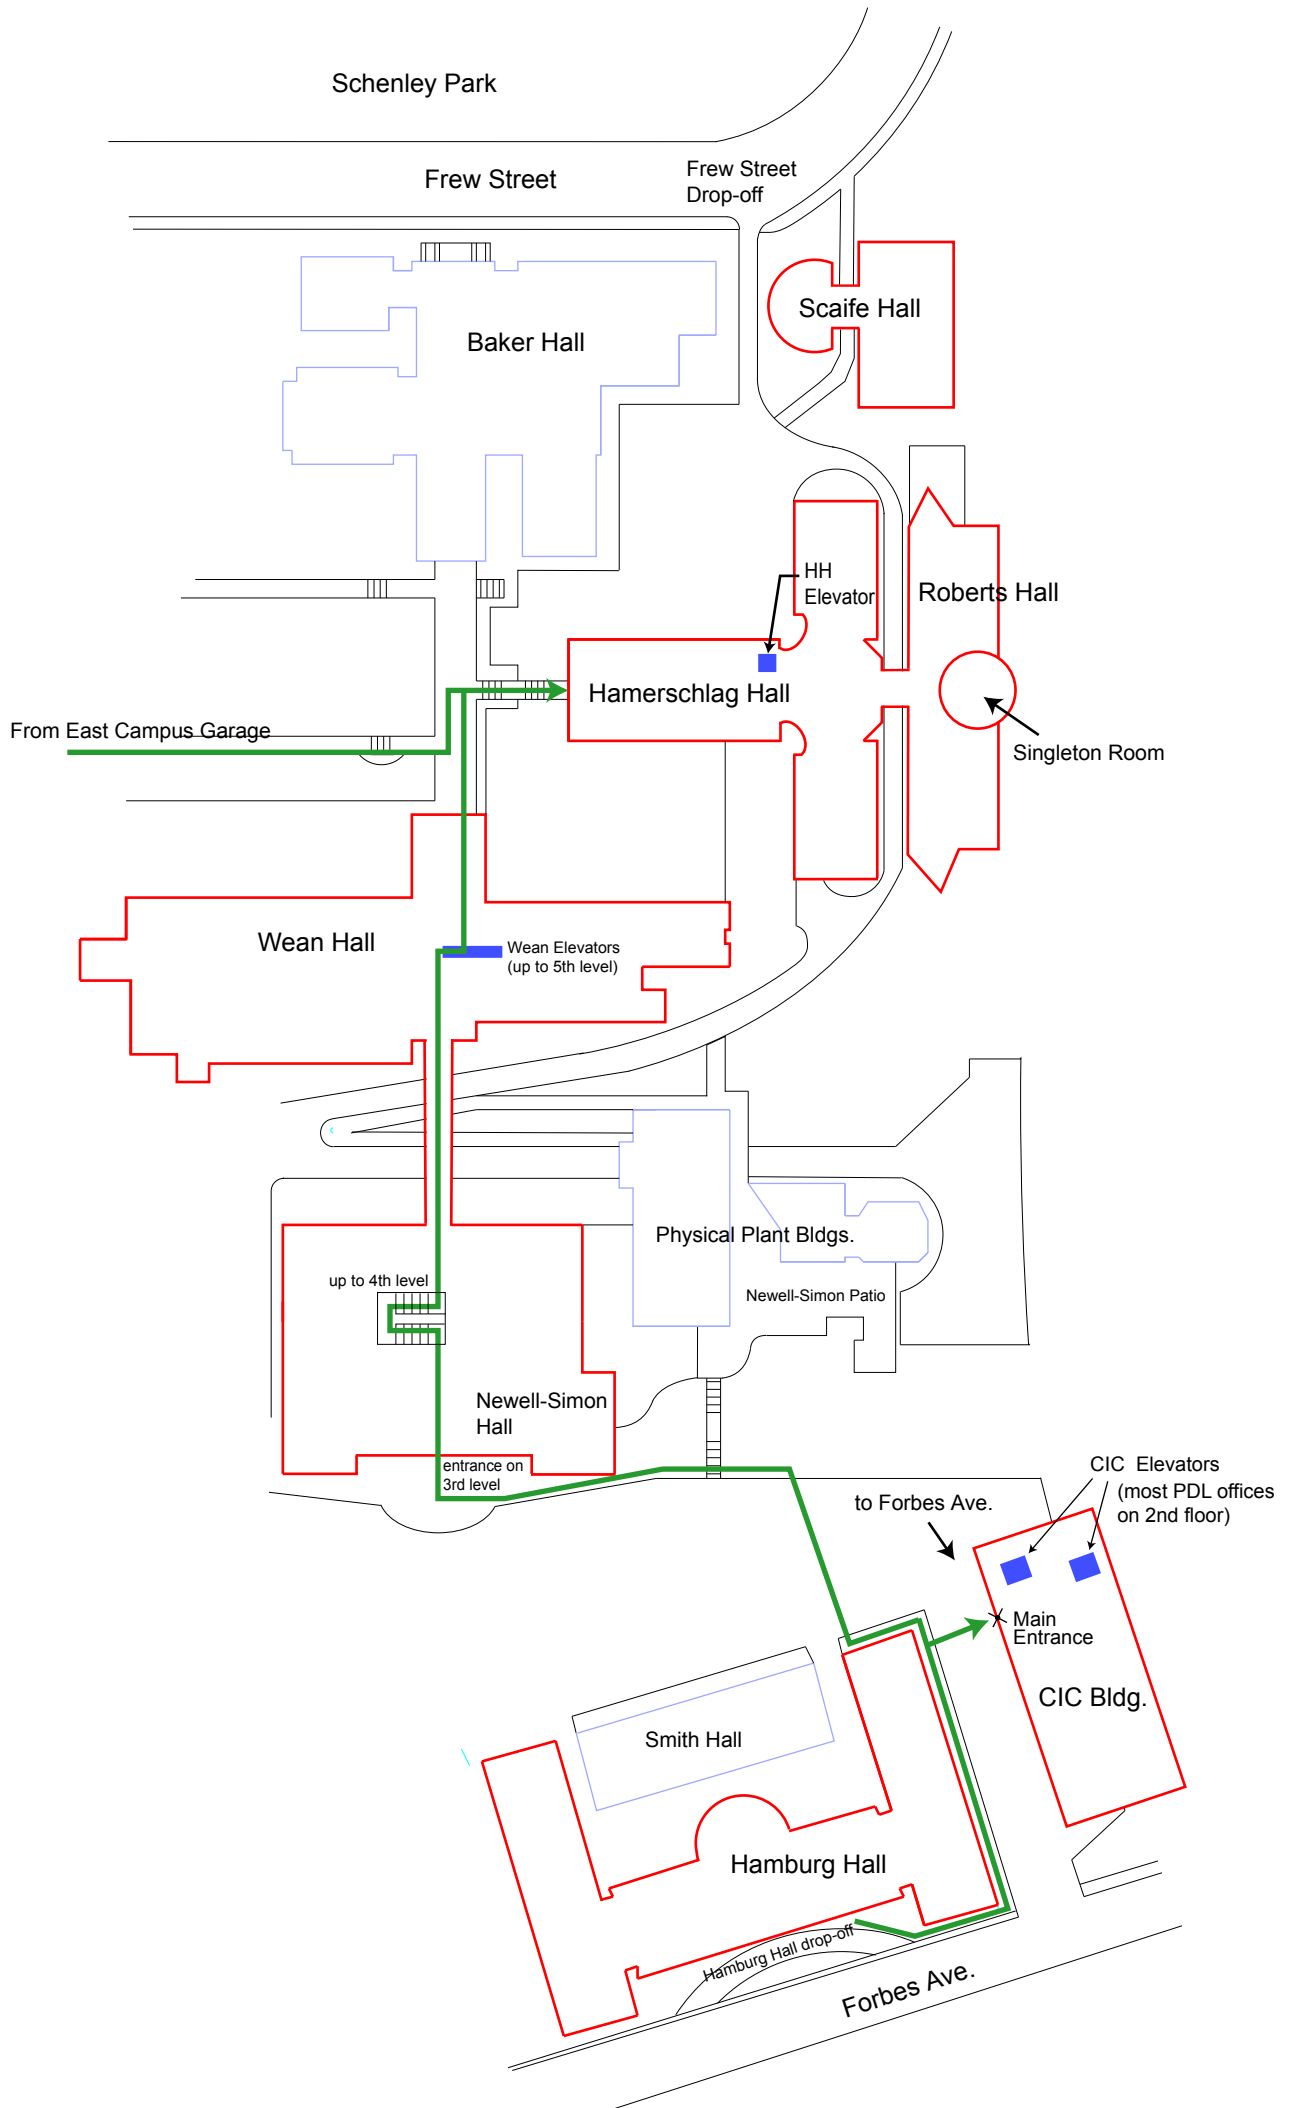 Schenley Park
Frew Street
Frew Street
Drop-off
Scaife Hall
Baker Hall
HH
Elevator
Roberts Hall
Hamerschlag Hall
From East Campus Garage
Singleton Room
Wean Hall
Wean Elevators
(up to 5th level)
Physical Plant Bldgs.
up to 4th level
Newell-Simon Patio
Newell-Simon
Hall
entrance on
3rd level
CIC Elevators
(most PDL offices
on 2nd floor)
to Forbes Ave.
Main
Entrance
CIC Bldg.
Smith Hall
Hamburg Hall
Hamburg Hall drop-off
Forbes Ave.